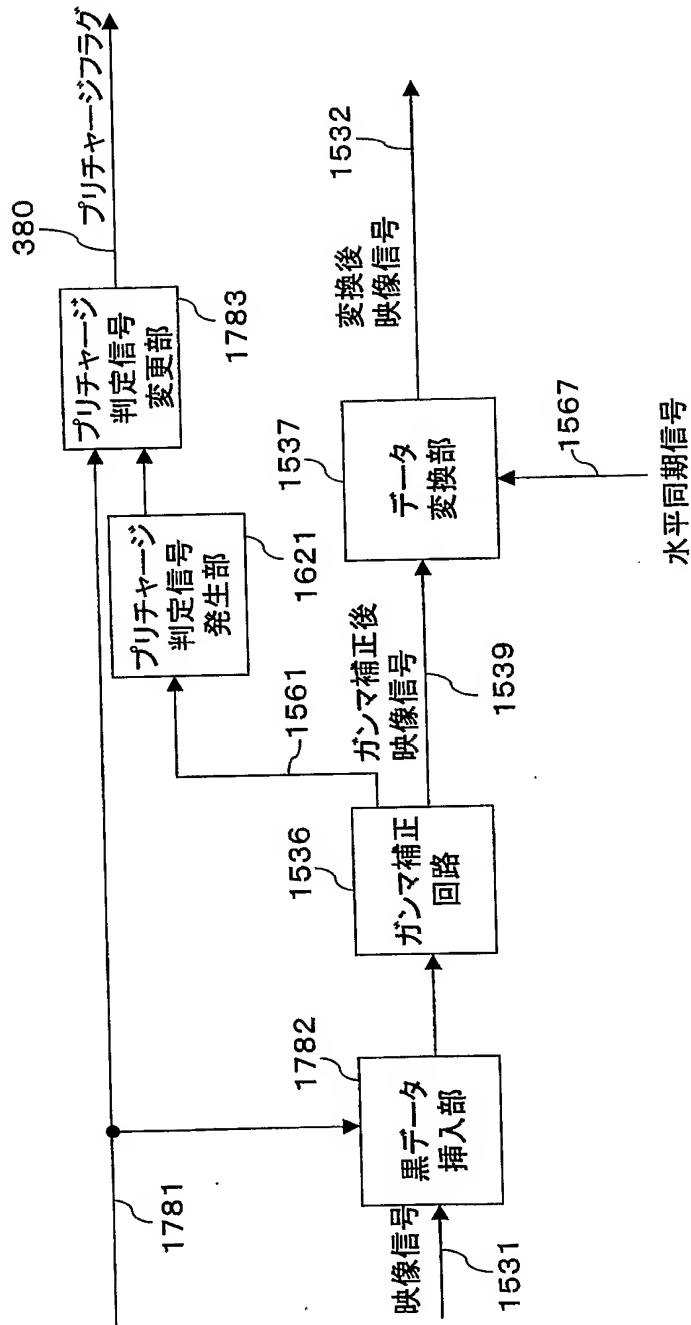 1781
380
プリチャージフラグ
プリチャージ
判定信号
変更部
1783
プリチャージ
判定信号
発生部
1621
1561
映像信号
1531
黒データ
挿入部
1782
ガンマ補正
回路
1536
ガンマ補正後
映像信号
1539
データ
変換部
1537
変換後
映像信号
1532
1567
水平同期信号